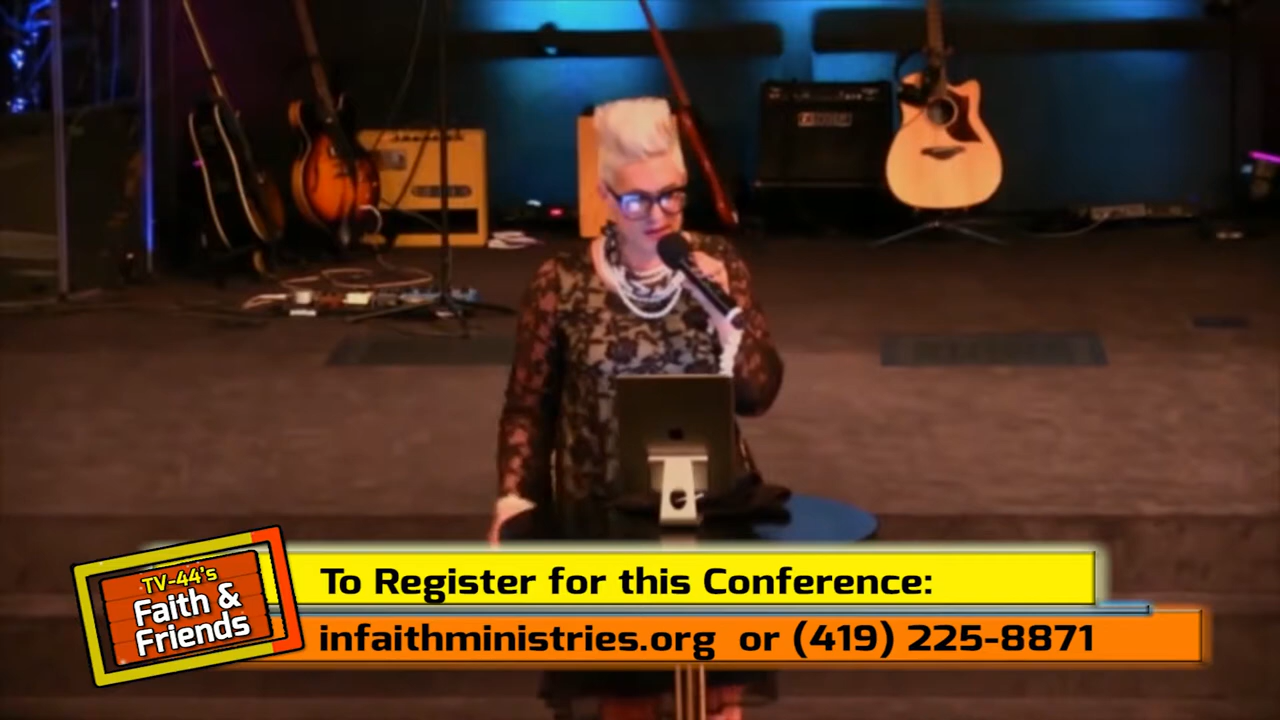 TV-44's
Faith &
Friends
To Register for this Conference:
infaithministries.org or (419) 225-8871